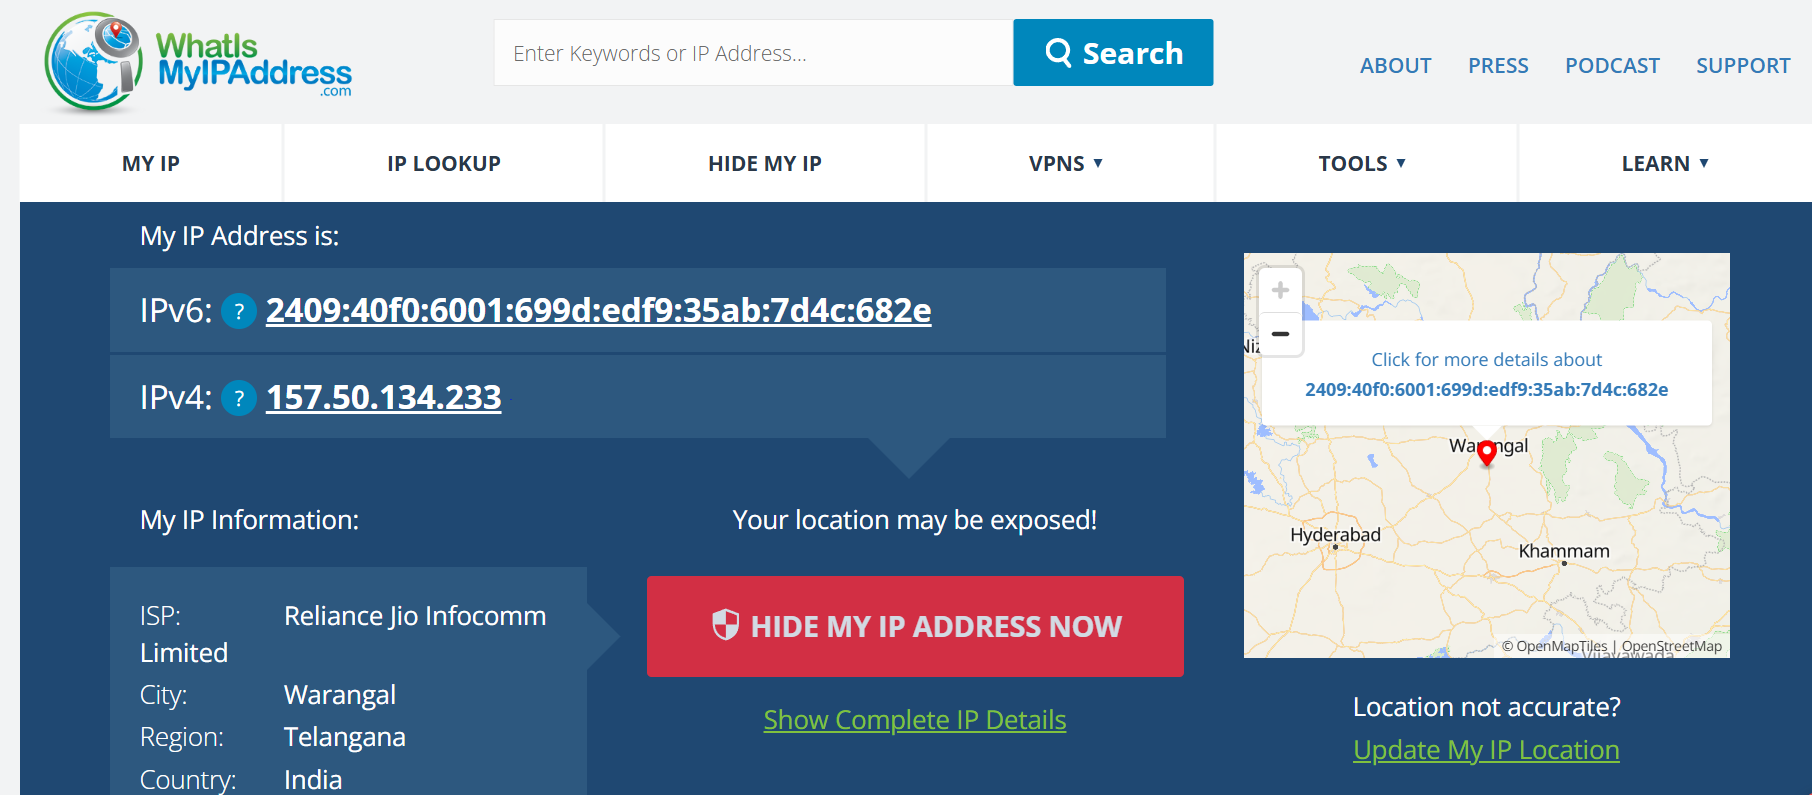 WhatIs
MyIPAddress
.com
Enter Keywords or IP Address...
Search
ABOUT PRESS PODCAST SUPPORT
MY IP IP LOOKUP HIDE MY IP VPNS ▼ TOOLS ▼ LEARN ▼
My IP Address is:
IPv6: ? 2409:40f0:6001:699d:edf9:35ab:7d4c:682e
IPv4: ? 157.50.134.233
My IP Information:
ISP: Reliance Jio Infocomm
Limited
City: Warangal
Region: Telangana
Country: India
Your location may be exposed!
HIDE MY IP ADDRESS NOW
Show Complete IP Details
+
−
Click for more details about
2409:40f0:6001:699d:edf9:35ab:7d4c:682e
Warangal
Hyderabad
Khammam
Vijayawada
© OpenMapTiles | OpenStreetMap
Location not accurate?
Update My IP Location